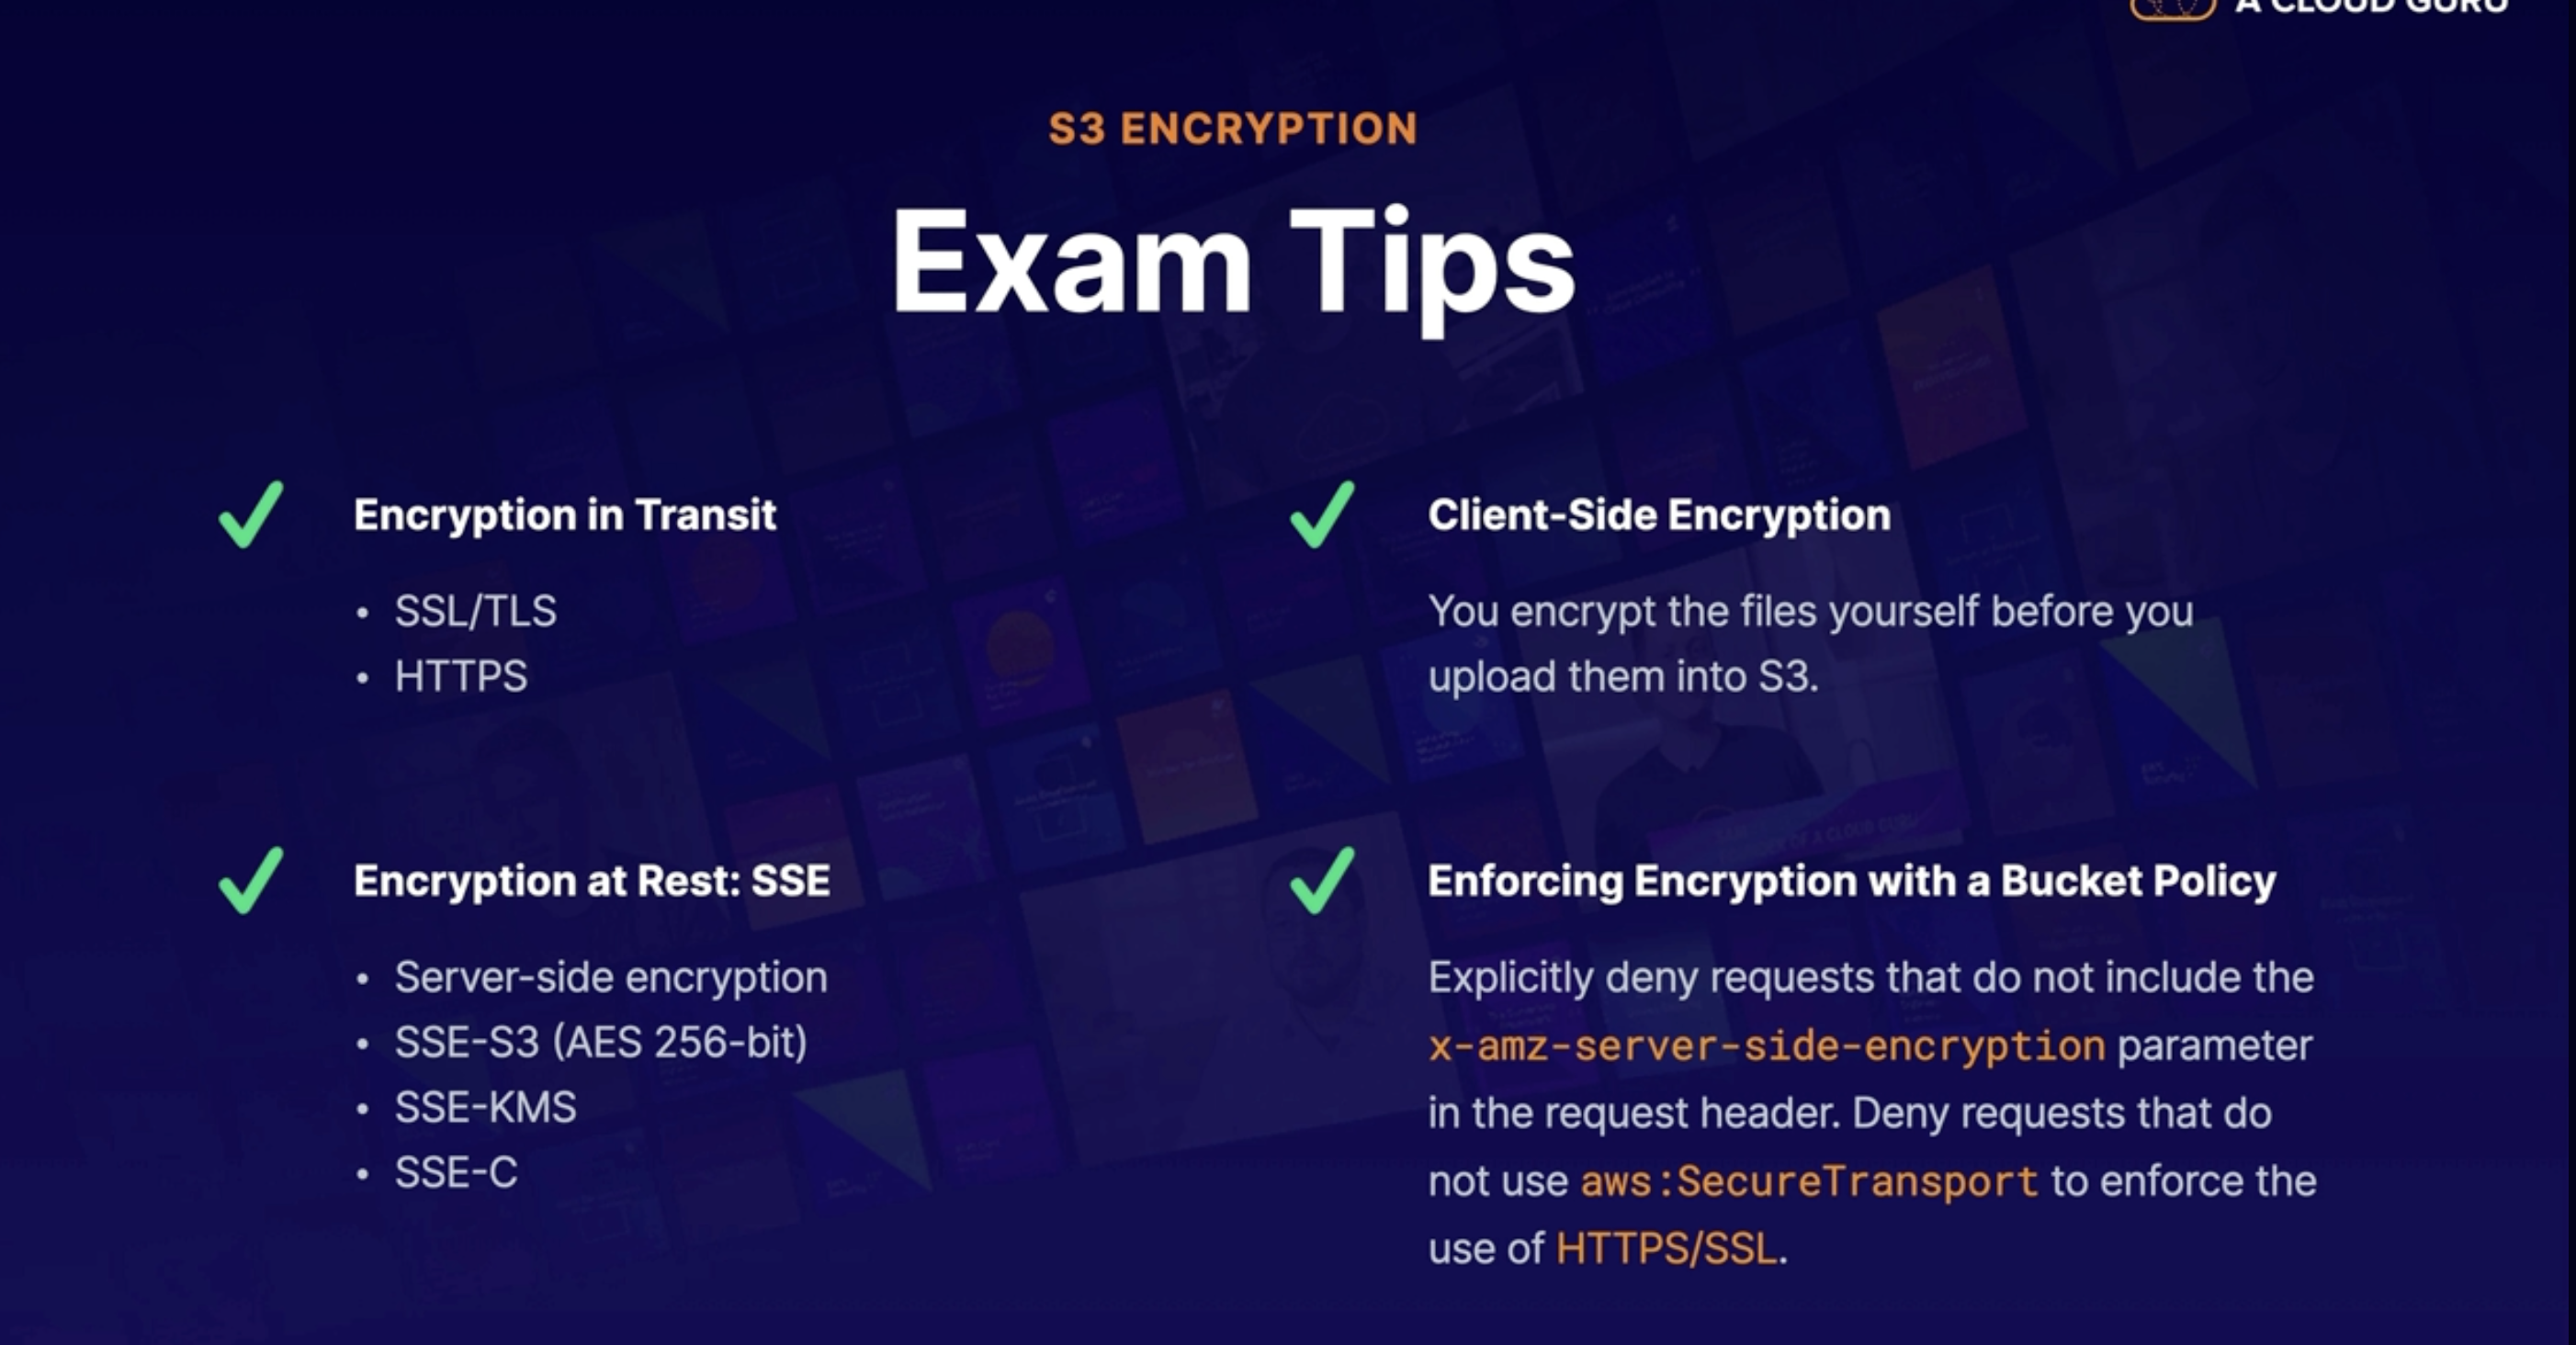 A CLOUD GURU
S3 ENCRYPTION
Exam Tips
Encryption in Transit
• SSL/TLS
• HTTPS
Client-Side Encryption
You encrypt the files yourself before you
upload them into S3.
Encryption at Rest: SSE
• Server-side encryption
• SSE-S3 (AES 256-bit)
• SSE-KMS
• SSE-C
Enforcing Encryption with a Bucket Policy
Explicitly deny requests that do not include the
x-amz-server-side-encryption parameter
in the request header. Deny requests that do
not use aws:SecureTransport to enforce the
use of HTTPS/SSL.